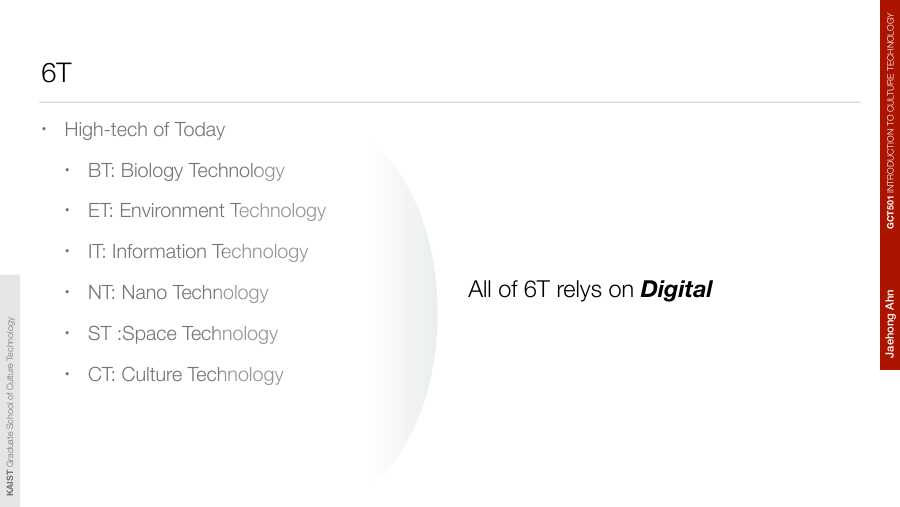 6T
• High-tech of Today
• BT: Biology Technology
• ET: Environment Technology
• IT: Information Technology
• NT: Nano Technology
• ST :Space Technology
• CT: Culture Technology
All of 6T relys on Digital
GCT501 INTRODUCTION TO CULTURE TECHNOLOGY
Jaehong Ahn
KAIST Graduate School of Culture Technology